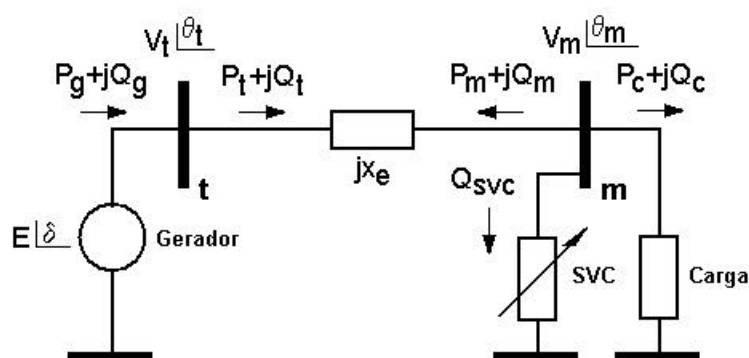 Vt θt
Vm θm
Pg+jQg
Pt+jQt
Pm+jQm
Pc+jQc
jxe
t
m
Qsvc
E δ
Gerador
SVC
Carga